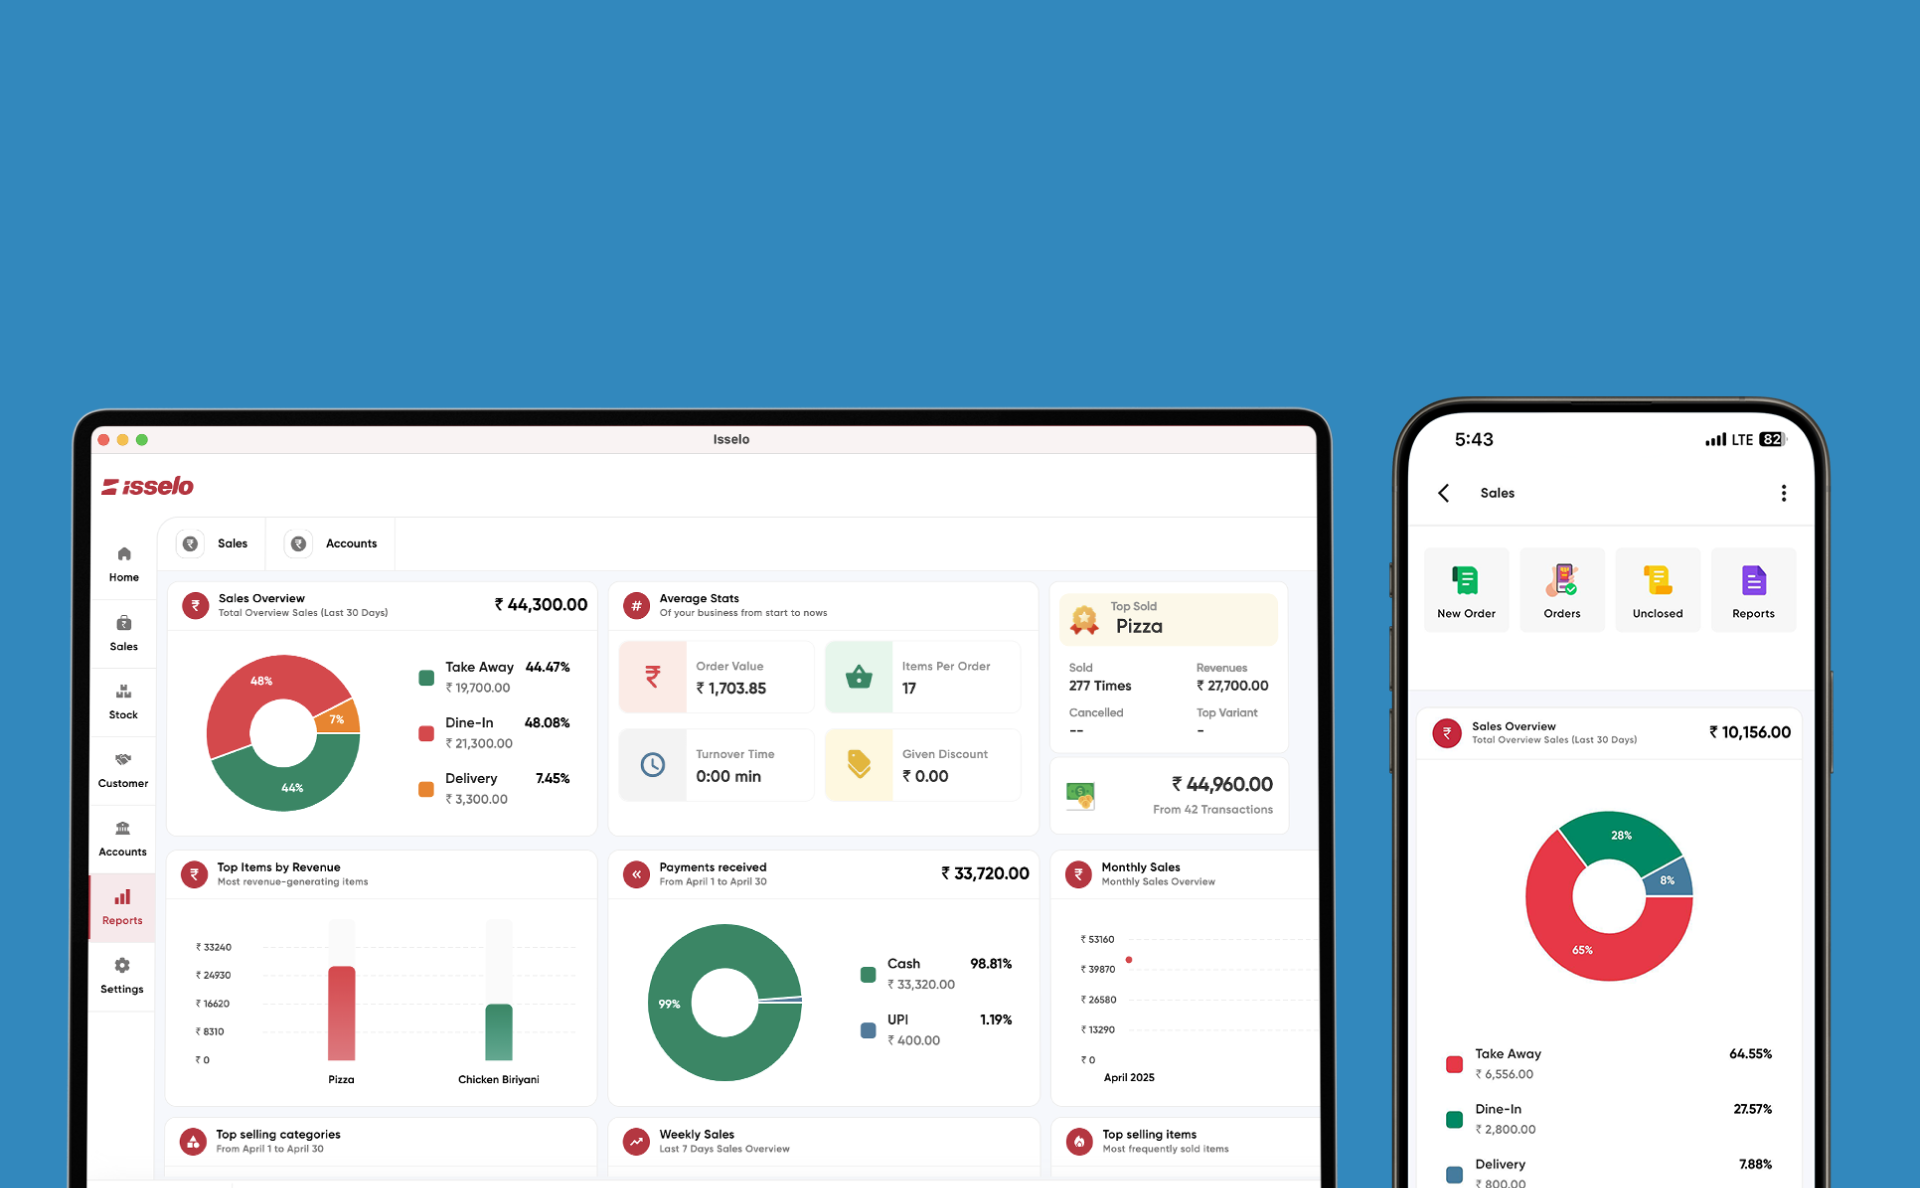 Isselo
isselo
Home
Sales
Stock
Customer
Accounts
Reports
Settings
Sales
Accounts
Sales Overview
Total Overview Sales (Last 30 Days)
₹ 44,300.00
48%
7%
44%
Take Away 44.47%
₹ 19,700.00
Dine-In 48.08%
₹ 21,300.00
Delivery 7.45%
₹ 3,300.00
#
Average Stats
Of your business from start to nows
Order Value
₹ 1,703.85
Items Per Order
17
Turnover Time
0:00 min
Given Discount
₹ 0.00
Top Sold
Pizza
Sold
277 Times
Revenues
₹ 27,700.00
Cancelled
--
Top Variant
-
₹ 44,960.00
From 42 Transactions
Top Items by Revenue
Most revenue-generating items
₹ 33240
₹ 24930
₹ 16620
₹ 8310
₹ 0
Pizza
Chicken Biriyani
Payments received
From April 1 to April 30
₹ 33,720.00
99%
Cash 98.81%
₹ 33,320.00
UPI 1.19%
₹ 400.00
Monthly Sales
Monthly Sales Overview
₹ 53160
₹ 39870
₹ 26580
₹ 13290
₹ 0
April 2025
Top selling categories
From April 1 to April 30
Weekly Sales
Last 7 Days Sales Overview
Top selling items
Most frequently sold items
5:43
LTE 82
Sales
New Order
Orders
Unclosed
Reports
Sales Overview
Total Overview Sales (Last 30 Days)
₹ 10,156.00
28%
8%
65%
Take Away 64.55%
₹ 6,556.00
Dine-In 27.57%
₹ 2,800.00
Delivery 7.88%
₹ 800.00